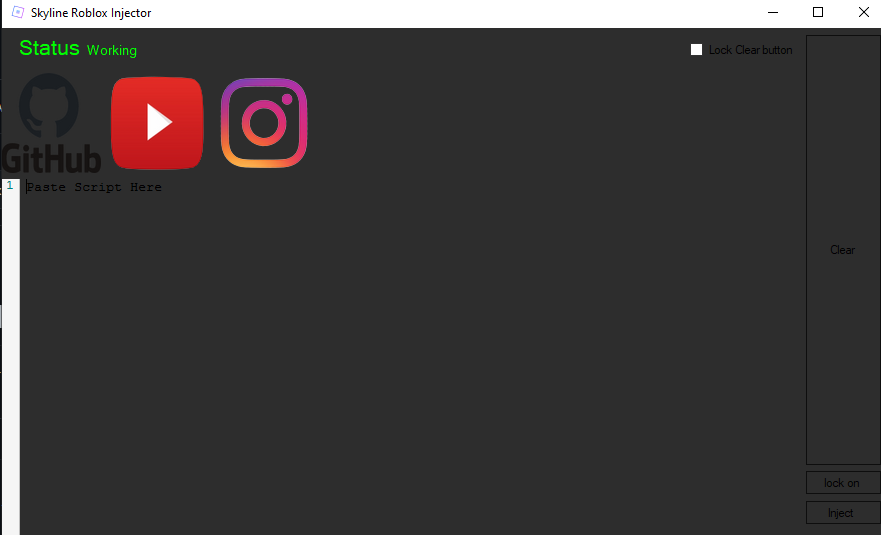 Skyline Roblox Injector
Status Working
Lock Clear button
GitHub
1 Paste Script Here
Clear
lock on
Inject